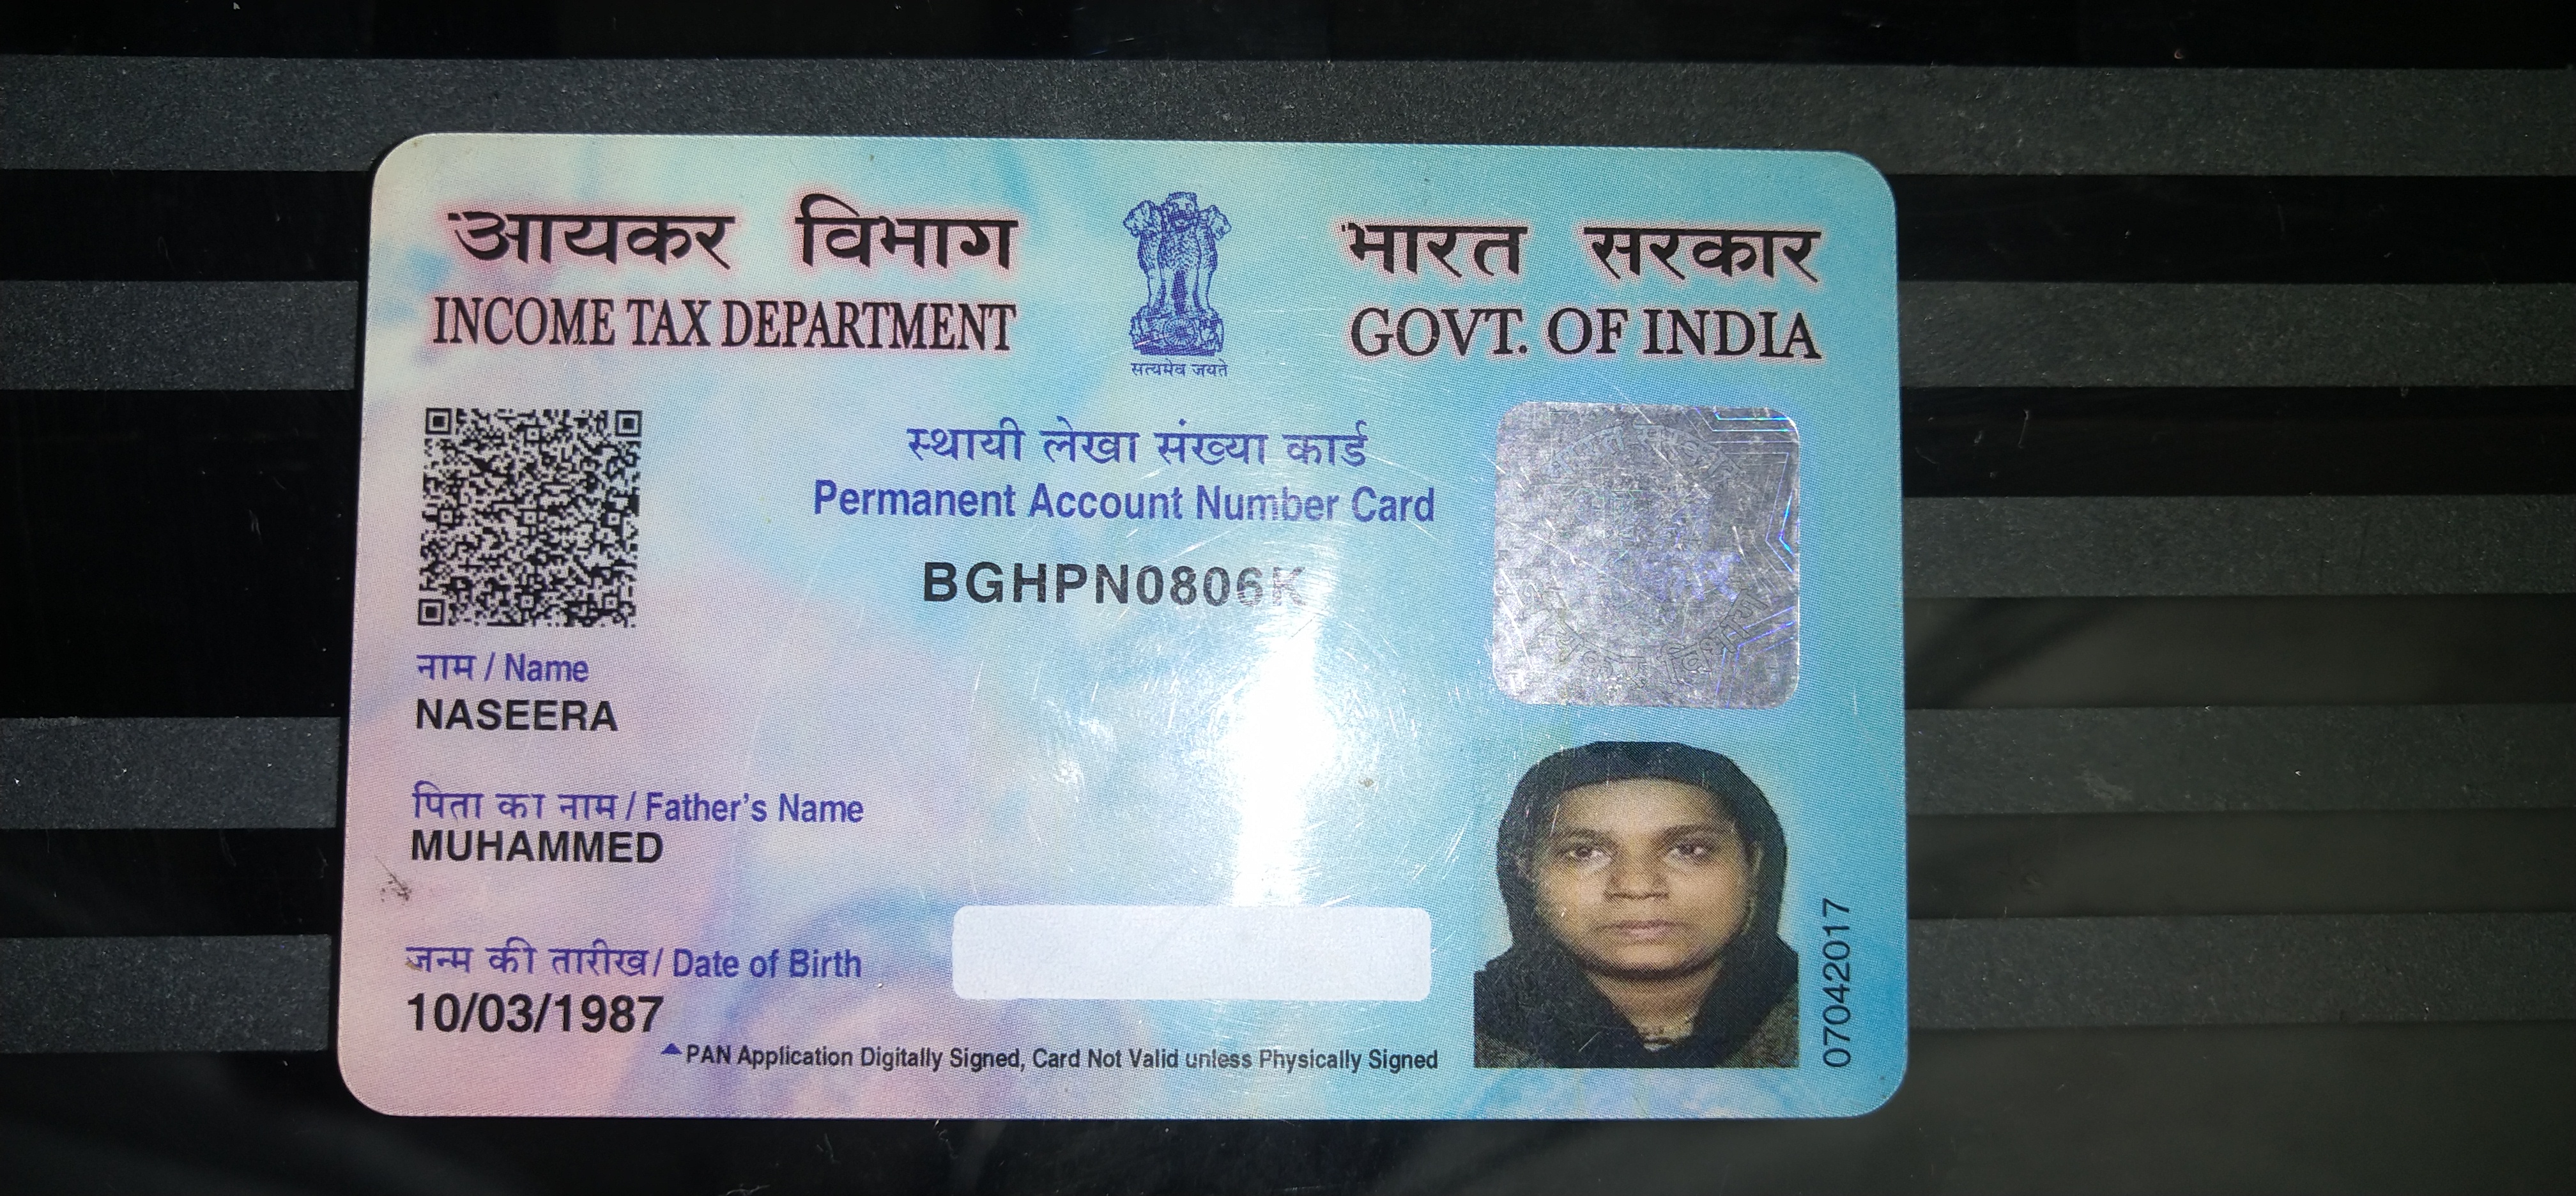 आयकर विभाग
INCOME TAX DEPARTMENT
सत्यमेव जयते
भारत सरकार
GOVT. OF INDIA
स्थायी लेखा संख्या कार्ड
Permanent Account Number Card
BGHPN0806K
नाम / Name
NASEERA
पिता का नाम / Father's Name
MUHAMMED
जन्म की तारीख / Date of Birth
10/03/1987
PAN Application Digitally Signed, Card Not Valid unless Physically Signed
07042017
आयकर विभाग